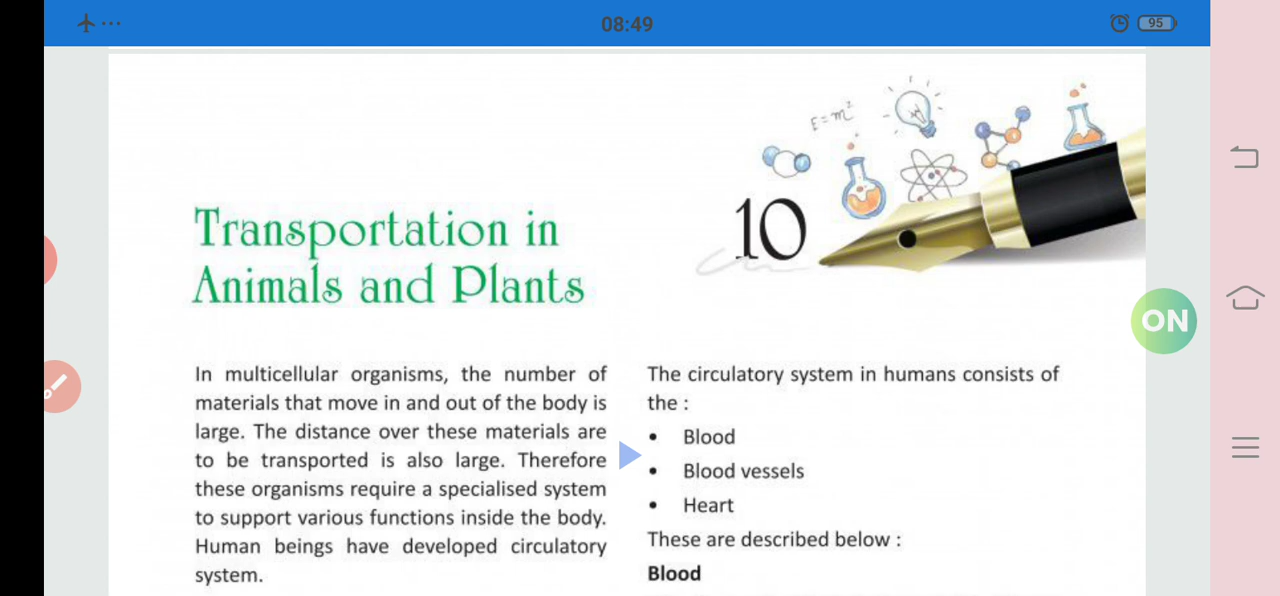 08:49
95
E=m²
10
Transportation in
Animals and Plants
ON
In multicellular organisms, the number of
materials that move in and out of the body is
large. The distance over these materials are
to be transported is also large. Therefore
these organisms require a specialised system
to support various functions inside the body.
Human beings have developed circulatory
system.
The circulatory system in humans consists of
the :
• Blood
• Blood vessels
• Heart
These are described below :
Blood